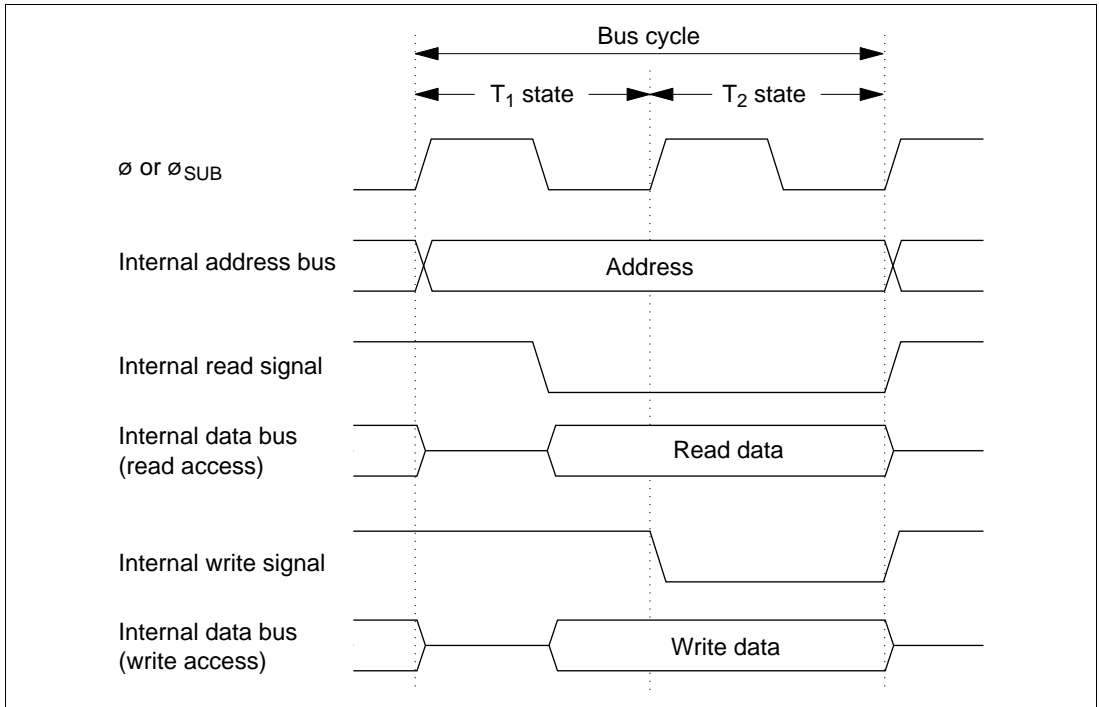 Bus cycle
T1 state
T2 state
ø or øSUB
Internal address bus
Address
Internal read signal
Internal data bus
(read access)
Read data
Internal write signal
Internal data bus
(write access)
Write data